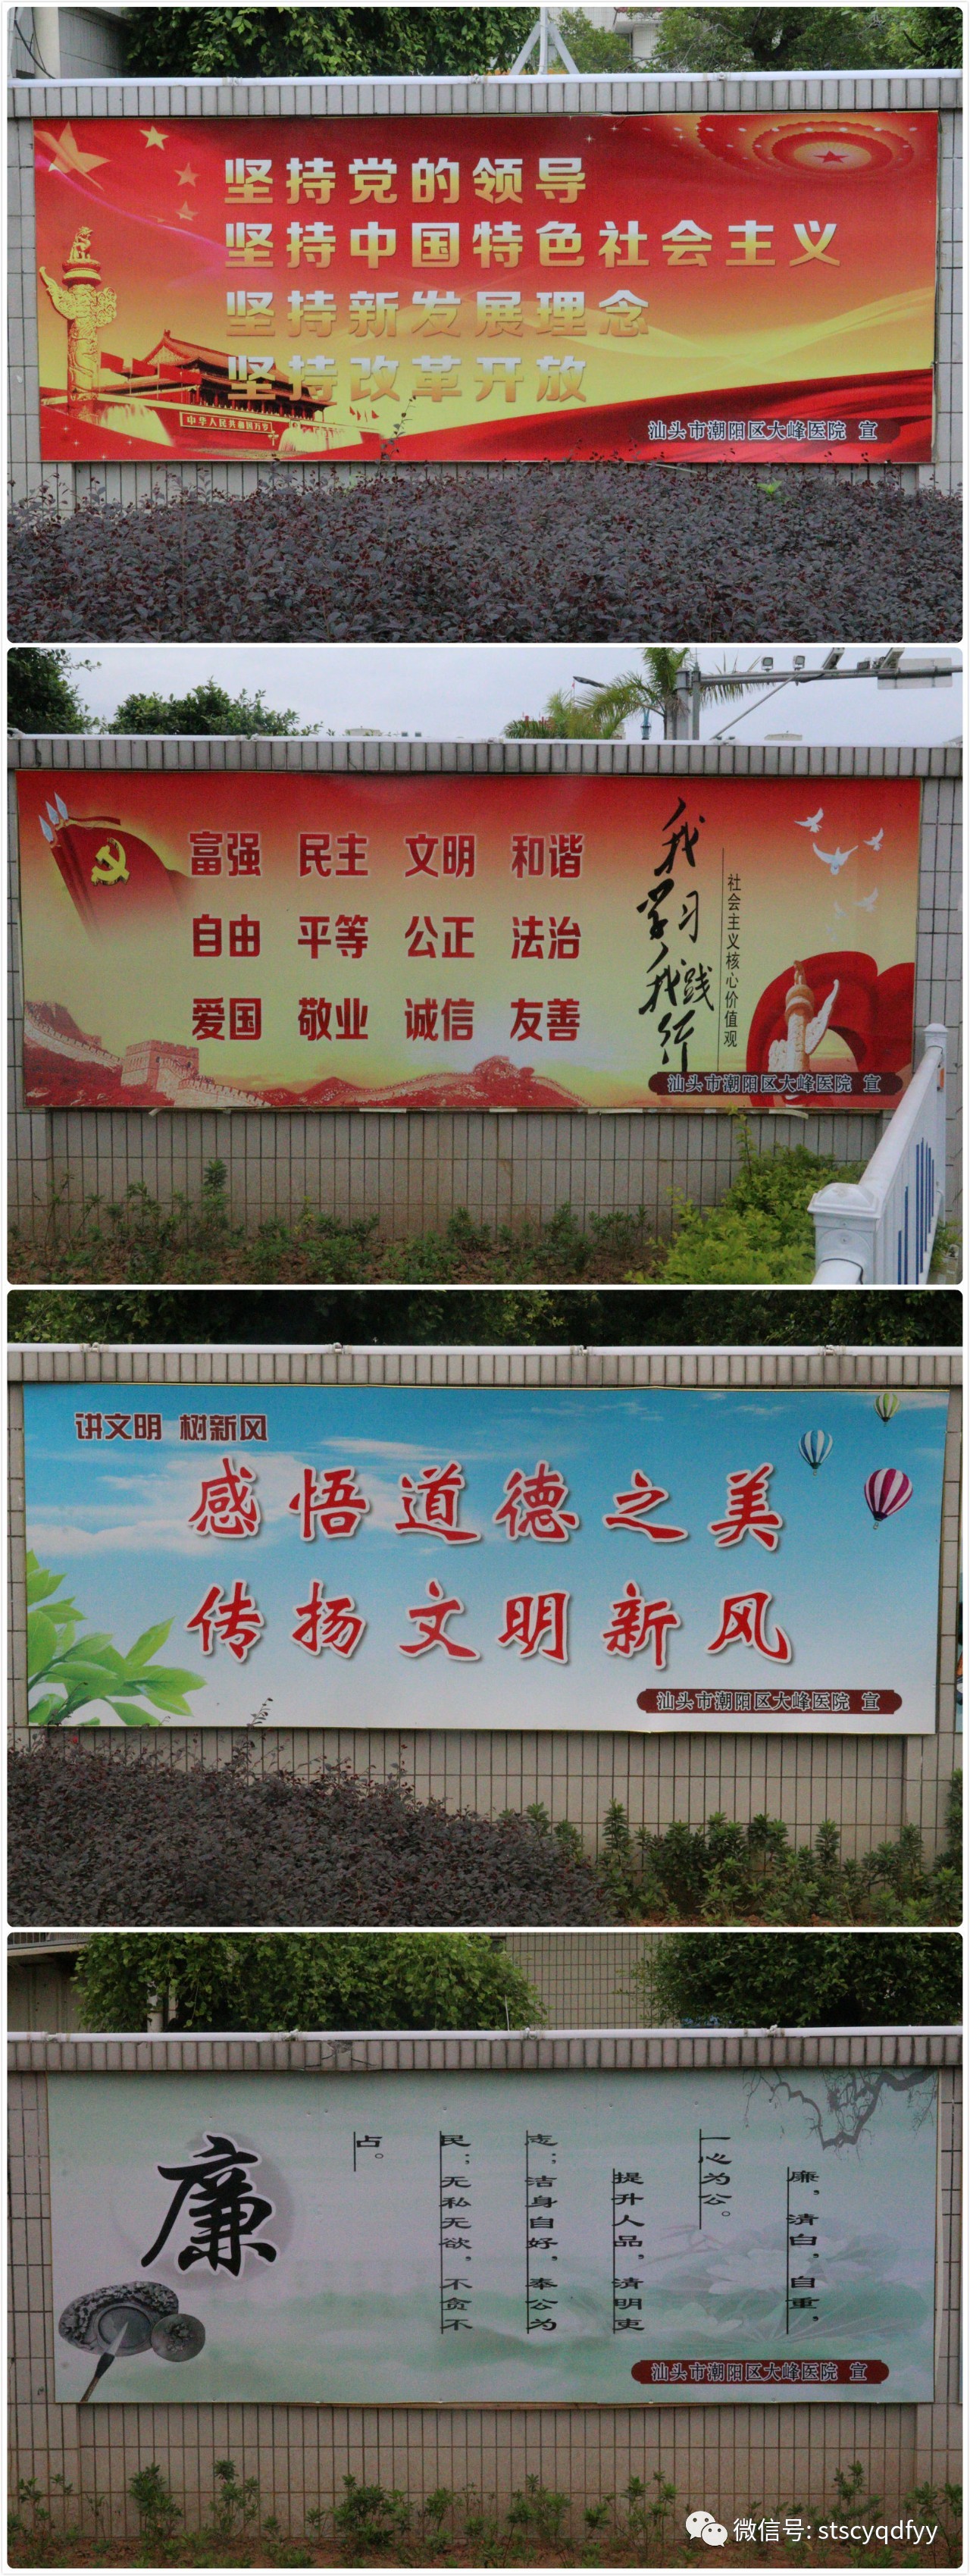 坚持党的领导
坚持中国特色社会主义
坚持新发展理念
坚持改革开放
中华人民共和国万岁
汕头市潮阳区大峰医院 宣
富强 民主 文明 和谐
自由 平等 公正 法治
爱国 敬业 诚信 友善
我学习我践行
社会主义核心价值观
汕头市潮阳区大峰医院 宣
讲文明 树新风
感悟道德之美
传扬文明新风
汕头市潮阳区大峰医院 宣
廉
廉，清白，自重，
一心为公。
提升人品，清明吏
志；洁身自好，奉公为
民；无私无欲，不贪不
占。
汕头市潮阳区大峰医院 宣
微信号: stscyqdfyy